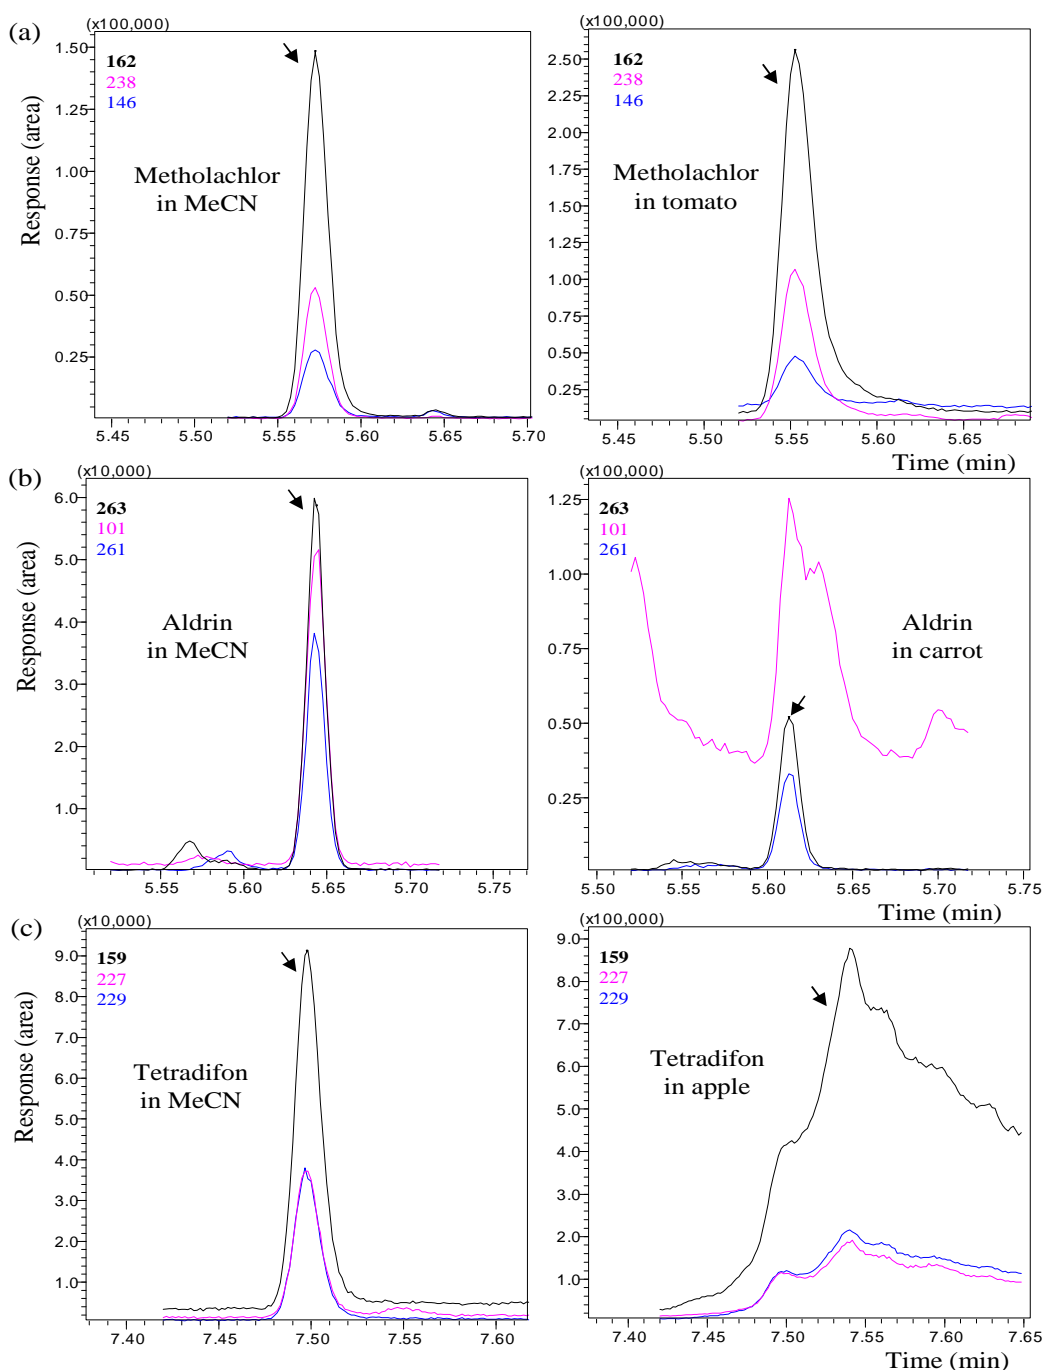 (a)
(x100,000)
1.50
1.25
1.00
0.75
0.50
0.25
Response (area)
162
238
146
Metholachlor
in MeCN
5.45 5.50 5.55 5.60 5.65 5.70
(x100,000)
2.50
2.25
2.00
1.75
1.50
1.25
1.00
0.75
0.50
0.25
162
238
146
Metholachlor
in tomato
5.45 5.50 5.55 5.60 5.65
Time (min)
(b)
(x10,000)
6.0
5.0
4.0
3.0
2.0
1.0
Response (area)
263
101
261
Aldrin
in MeCN
5.55 5.60 5.65 5.70 5.75
(x100,000)
1.25
1.00
0.75
0.50
0.25
263
101
261
Aldrin
in carrot
5.50 5.55 5.60 5.65 5.70 5.75
Time (min)
(c)
(x10,000)
9.0
8.0
7.0
6.0
5.0
4.0
3.0
2.0
1.0
Response (area)
159
227
229
Tetradifon
in MeCN
7.40 7.45 7.50 7.55 7.60
(x100,000)
9.0
8.0
7.0
6.0
5.0
4.0
3.0
2.0
1.0
159
227
229
Tetradifon
in apple
7.40 7.45 7.50 7.55 7.60 7.65
Time (min)